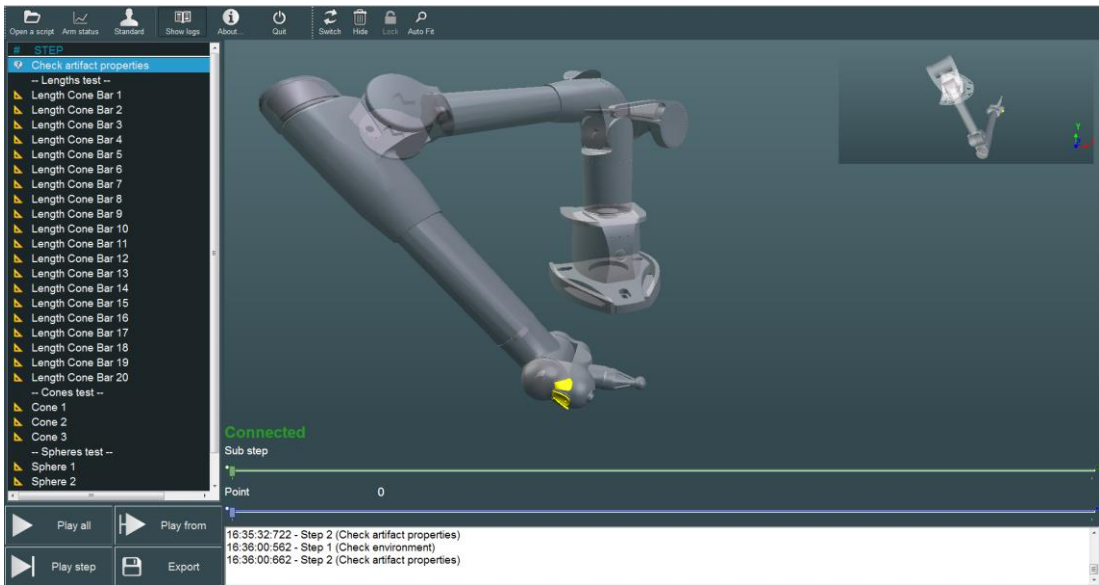 Open a script Arm status Standard Show logs About... Quit Switch Hide Lock Auto Fit
# STEP
Check artifact properties
-- Lengths test --
Length Cone Bar 1
Length Cone Bar 2
Length Cone Bar 3
Length Cone Bar 4
Length Cone Bar 5
Length Cone Bar 6
Length Cone Bar 7
Length Cone Bar 8
Length Cone Bar 9
Length Cone Bar 10
Length Cone Bar 11
Length Cone Bar 12
Length Cone Bar 13
Length Cone Bar 14
Length Cone Bar 15
Length Cone Bar 16
Length Cone Bar 17
Length Cone Bar 18
Length Cone Bar 19
Length Cone Bar 20
-- Cones test --
Cone 1
Cone 2
Cone 3
-- Spheres test --
Sphere 1
Sphere 2
Play all Play from
Play step Export
Y
Connected
Sub step
Point 0
16:35:32:722 - Step 2 (Check artifact properties)
16:36:00:562 - Step 1 (Check environment)
16:36:00:662 - Step 2 (Check artifact properties)